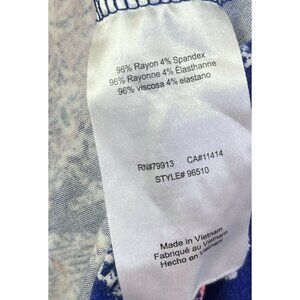 96% Rayon 4% Spandex
96% Rayonne 4% Élasthanne
96% viscosa 4% elastano
RN#79913 CA#11414
STYLE# 96510
Made in Vietnam
Fabriqué au Vietnam
Hecho en Vietnam